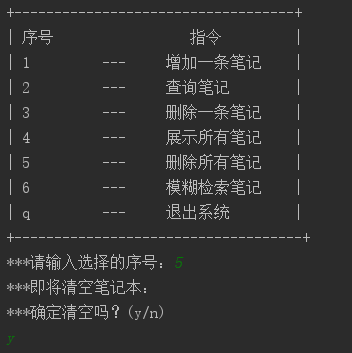 +-----------------------------------+
| 序号 指令 |
| 1 --- 增加一条笔记 |
| 2 --- 查询笔记 |
| 3 --- 删除一条笔记 |
| 4 --- 展示所有笔记 |
| 5 --- 删除所有笔记 |
| 6 --- 模糊检索笔记 |
| q --- 退出系统 |
+------------------------------------+
***请输入选择的序号：5
***即将清空笔记本：
***确定清空吗？(y/n)
y